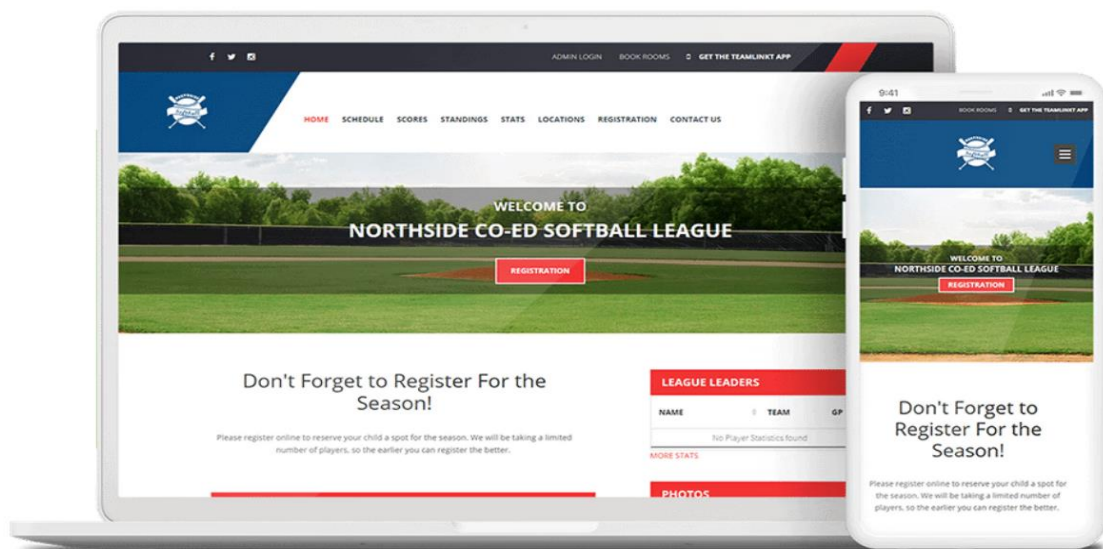 ADMIN LOGIN BOOK ROOMS GET THE TEAMLINKT APP
HOME SCHEDULE SCORES STANDINGS STATS LOCATIONS REGISTRATION CONTACT US
WELCOME TO
NORTHSIDE CO-ED SOFTBALL LEAGUE
REGISTRATION
Don't Forget to Register For the
Season!
Please register online to reserve your child a spot for the season. We will be taking a limited
number of players, so the earlier you can register the better.
LEAGUE LEADERS
NAME TEAM GP
No Player Statistics found
MORE STATS
PHOTOS
9:41
BOOK ROOMS GET THE TEAMLINKT APP
WELCOME TO
NORTHSIDE CO-ED SOFTBALL LEAGUE
REGISTRATION
Don't Forget to
Register For the
Season!
Please register online to reserve your child a spot for
the season. We will be taking a limited number of
players, so the earlier you can register the better.